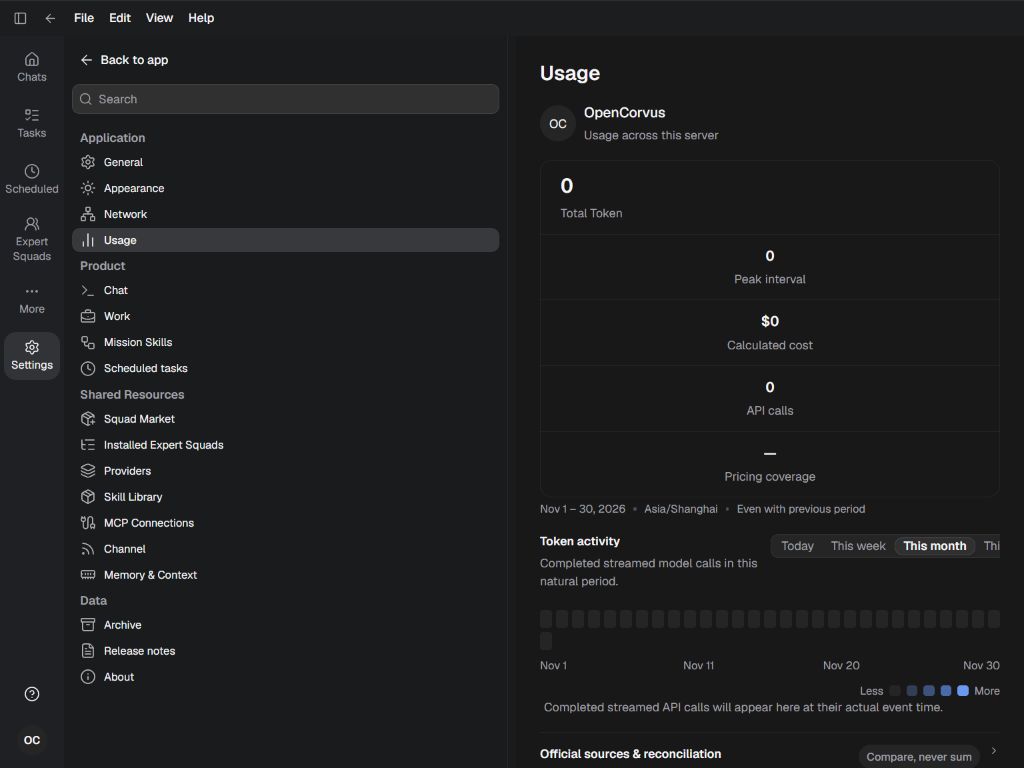 File Edit View Help
Chats
Tasks
Scheduled
Expert
Squads
More
Settings
OC
Back to app
Search
Application
General
Appearance
Network
Usage
Product
Chat
Work
Mission Skills
Scheduled tasks
Shared Resources
Squad Market
Installed Expert Squads
Providers
Skill Library
MCP Connections
Channel
Memory & Context
Data
Archive
Release notes
About
Usage
OC
OpenCorvus
Usage across this server
0
Total Token
0
Peak interval
$0
Calculated cost
0
API calls
—
Pricing coverage
Nov 1 – 30, 2026 • Asia/Shanghai • Even with previous period
Token activity
Today This week This month Thi
Completed streamed model calls in this
natural period.
Nov 1 Nov 11 Nov 20 Nov 30
Less More
Completed streamed API calls will appear here at their actual event time.
Official sources & reconciliation
Compare, never sum